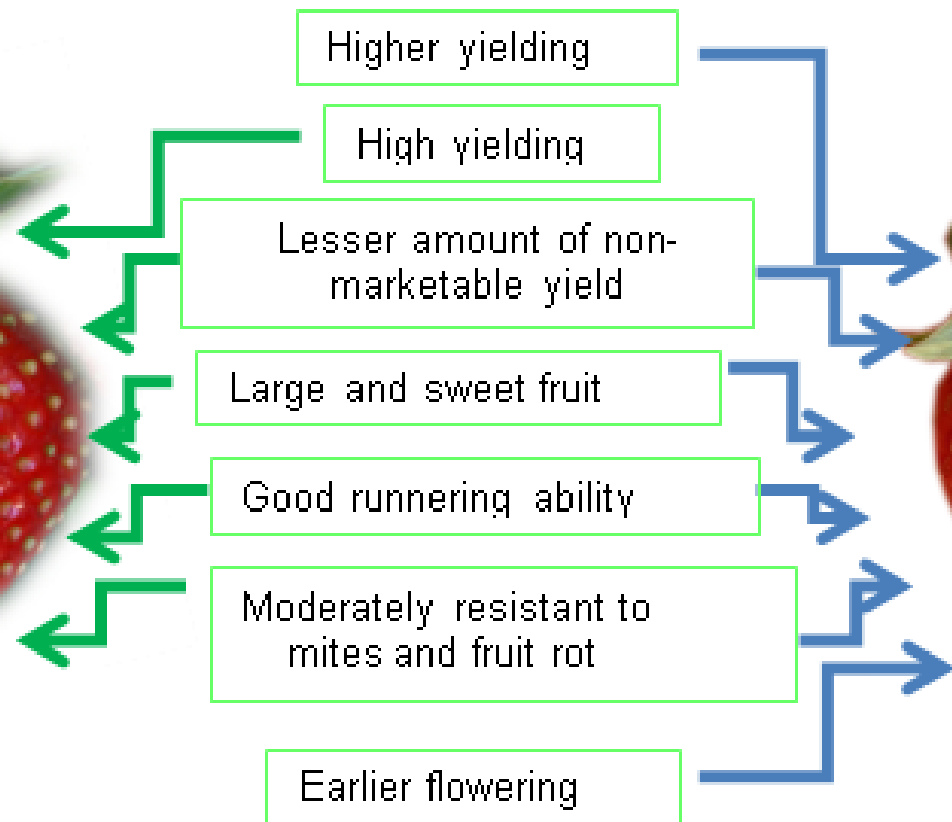 Higher yielding
High yielding
Lesser amount of non-
marketable yield
Large and sweet fruit
Good runnering ability
Moderately resistant to
mites and fruit rot
Earlier flowering